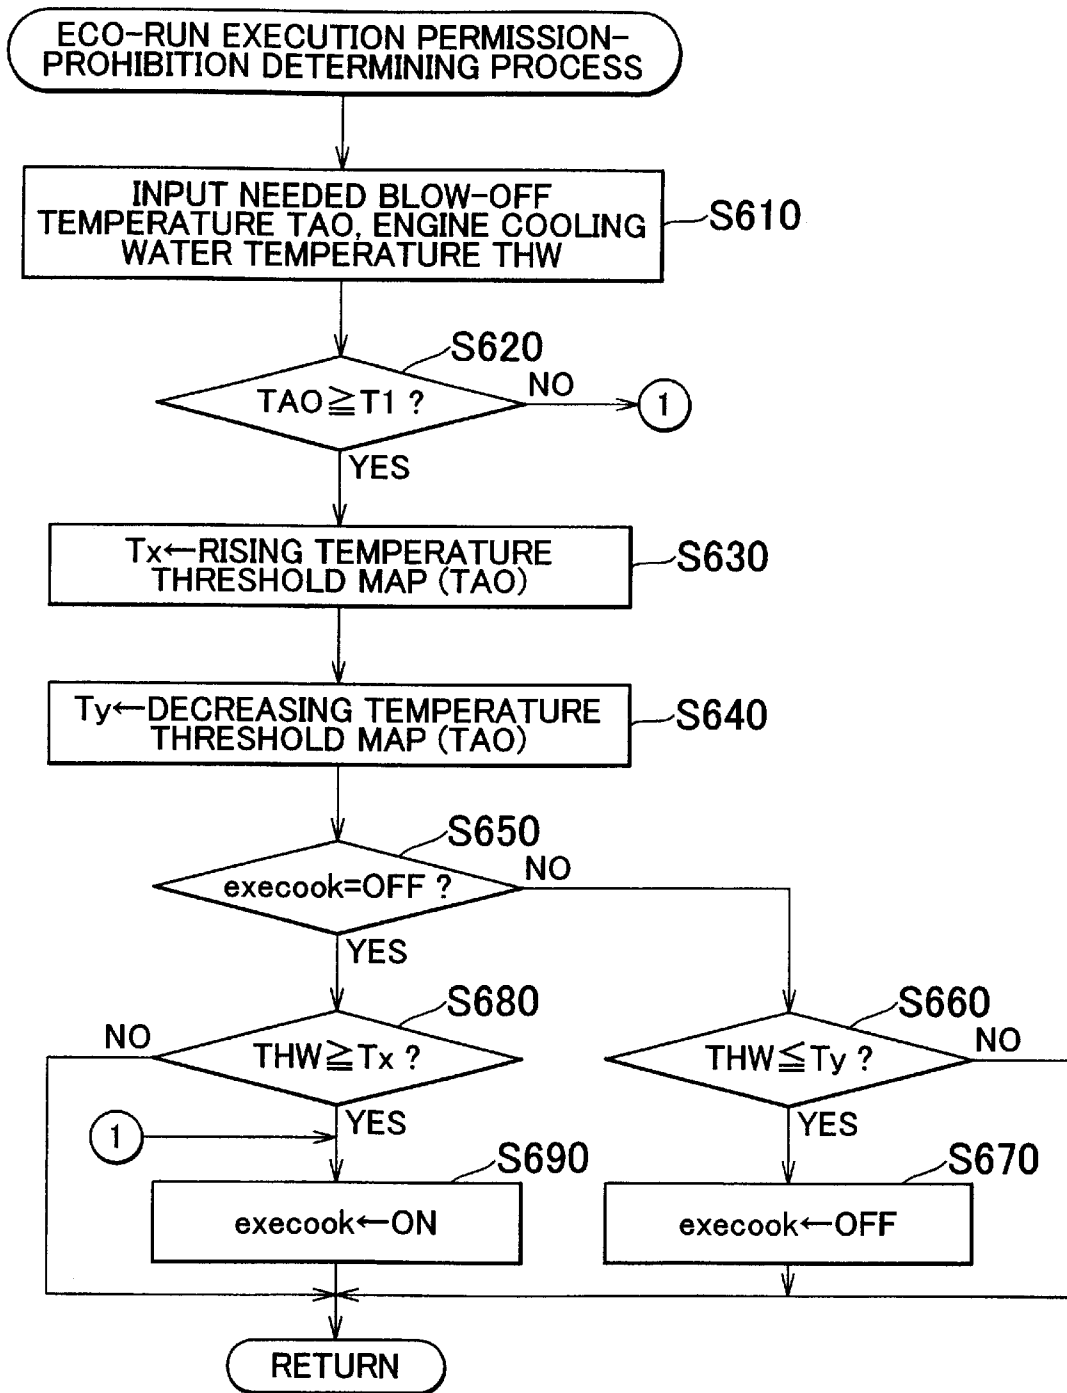 ECO-RUN EXECUTION PERMISSION-
PROHIBITION DETERMINING PROCESS
INPUT NEEDED BLOW-OFF
TEMPERATURE TAO, ENGINE COOLING
WATER TEMPERATURE THW
S610
S620
TAO≧T1 ?
NO
1
YES
Tx←RISING TEMPERATURE
THRESHOLD MAP (TAO)
S630
Ty←DECREASING TEMPERATURE
THRESHOLD MAP (TAO)
S640
S650
execook=OFF ?
NO
YES
S680
NO
THW≧Tx ?
YES
S660
THW≦Ty ?
NO
YES
1
S690
execook←ON
S670
execook←OFF
RETURN